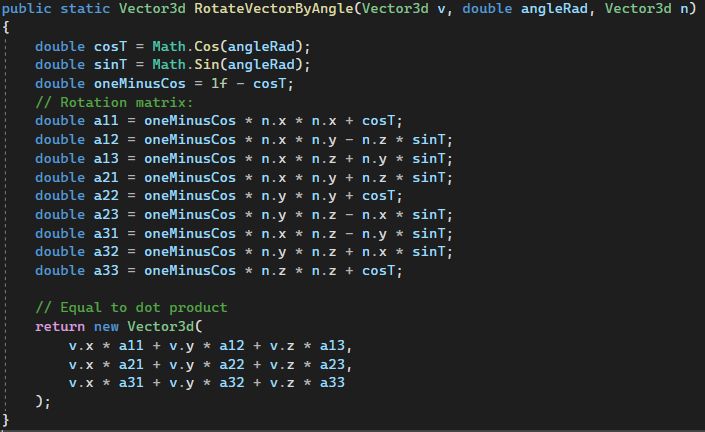 public static Vector3d RotateVectorByAngle(Vector3d v, double angleRad, Vector3d n)
{
    double cosT = Math.Cos(angleRad);
    double sinT = Math.Sin(angleRad);
    double oneMinusCos = 1f - cosT;
    // Rotation matrix:
    double a11 = oneMinusCos * n.x * n.x + cosT;
    double a12 = oneMinusCos * n.x * n.y - n.z * sinT;
    double a13 = oneMinusCos * n.x * n.z + n.y * sinT;
    double a21 = oneMinusCos * n.x * n.y + n.z * sinT;
    double a22 = oneMinusCos * n.y * n.y + cosT;
    double a23 = oneMinusCos * n.y * n.z - n.x * sinT;
    double a31 = oneMinusCos * n.x * n.z - n.y * sinT;
    double a32 = oneMinusCos * n.y * n.z + n.x * sinT;
    double a33 = oneMinusCos * n.z * n.z + cosT;

    // Equal to dot product
    return new Vector3d(
        v.x * a11 + v.y * a12 + v.z * a13,
        v.x * a21 + v.y * a22 + v.z * a23,
        v.x * a31 + v.y * a32 + v.z * a33
    );
}